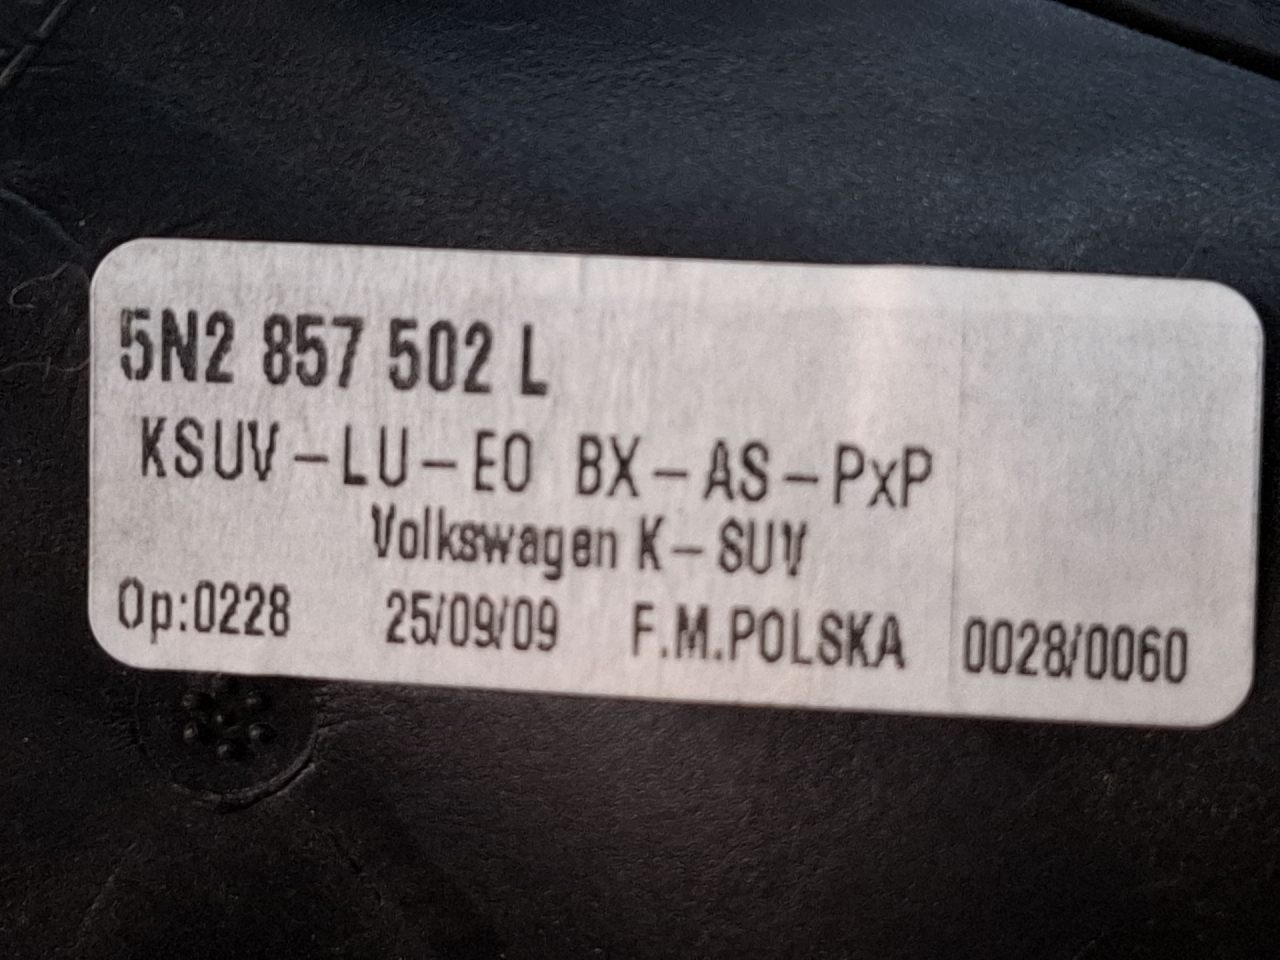 5N2 857 502 L
KSUV-LU-EO BX-AS-PxP
Volkswagen K-SUV
Op:0228 25/09/09 F.M.POLSKA 0028/0060